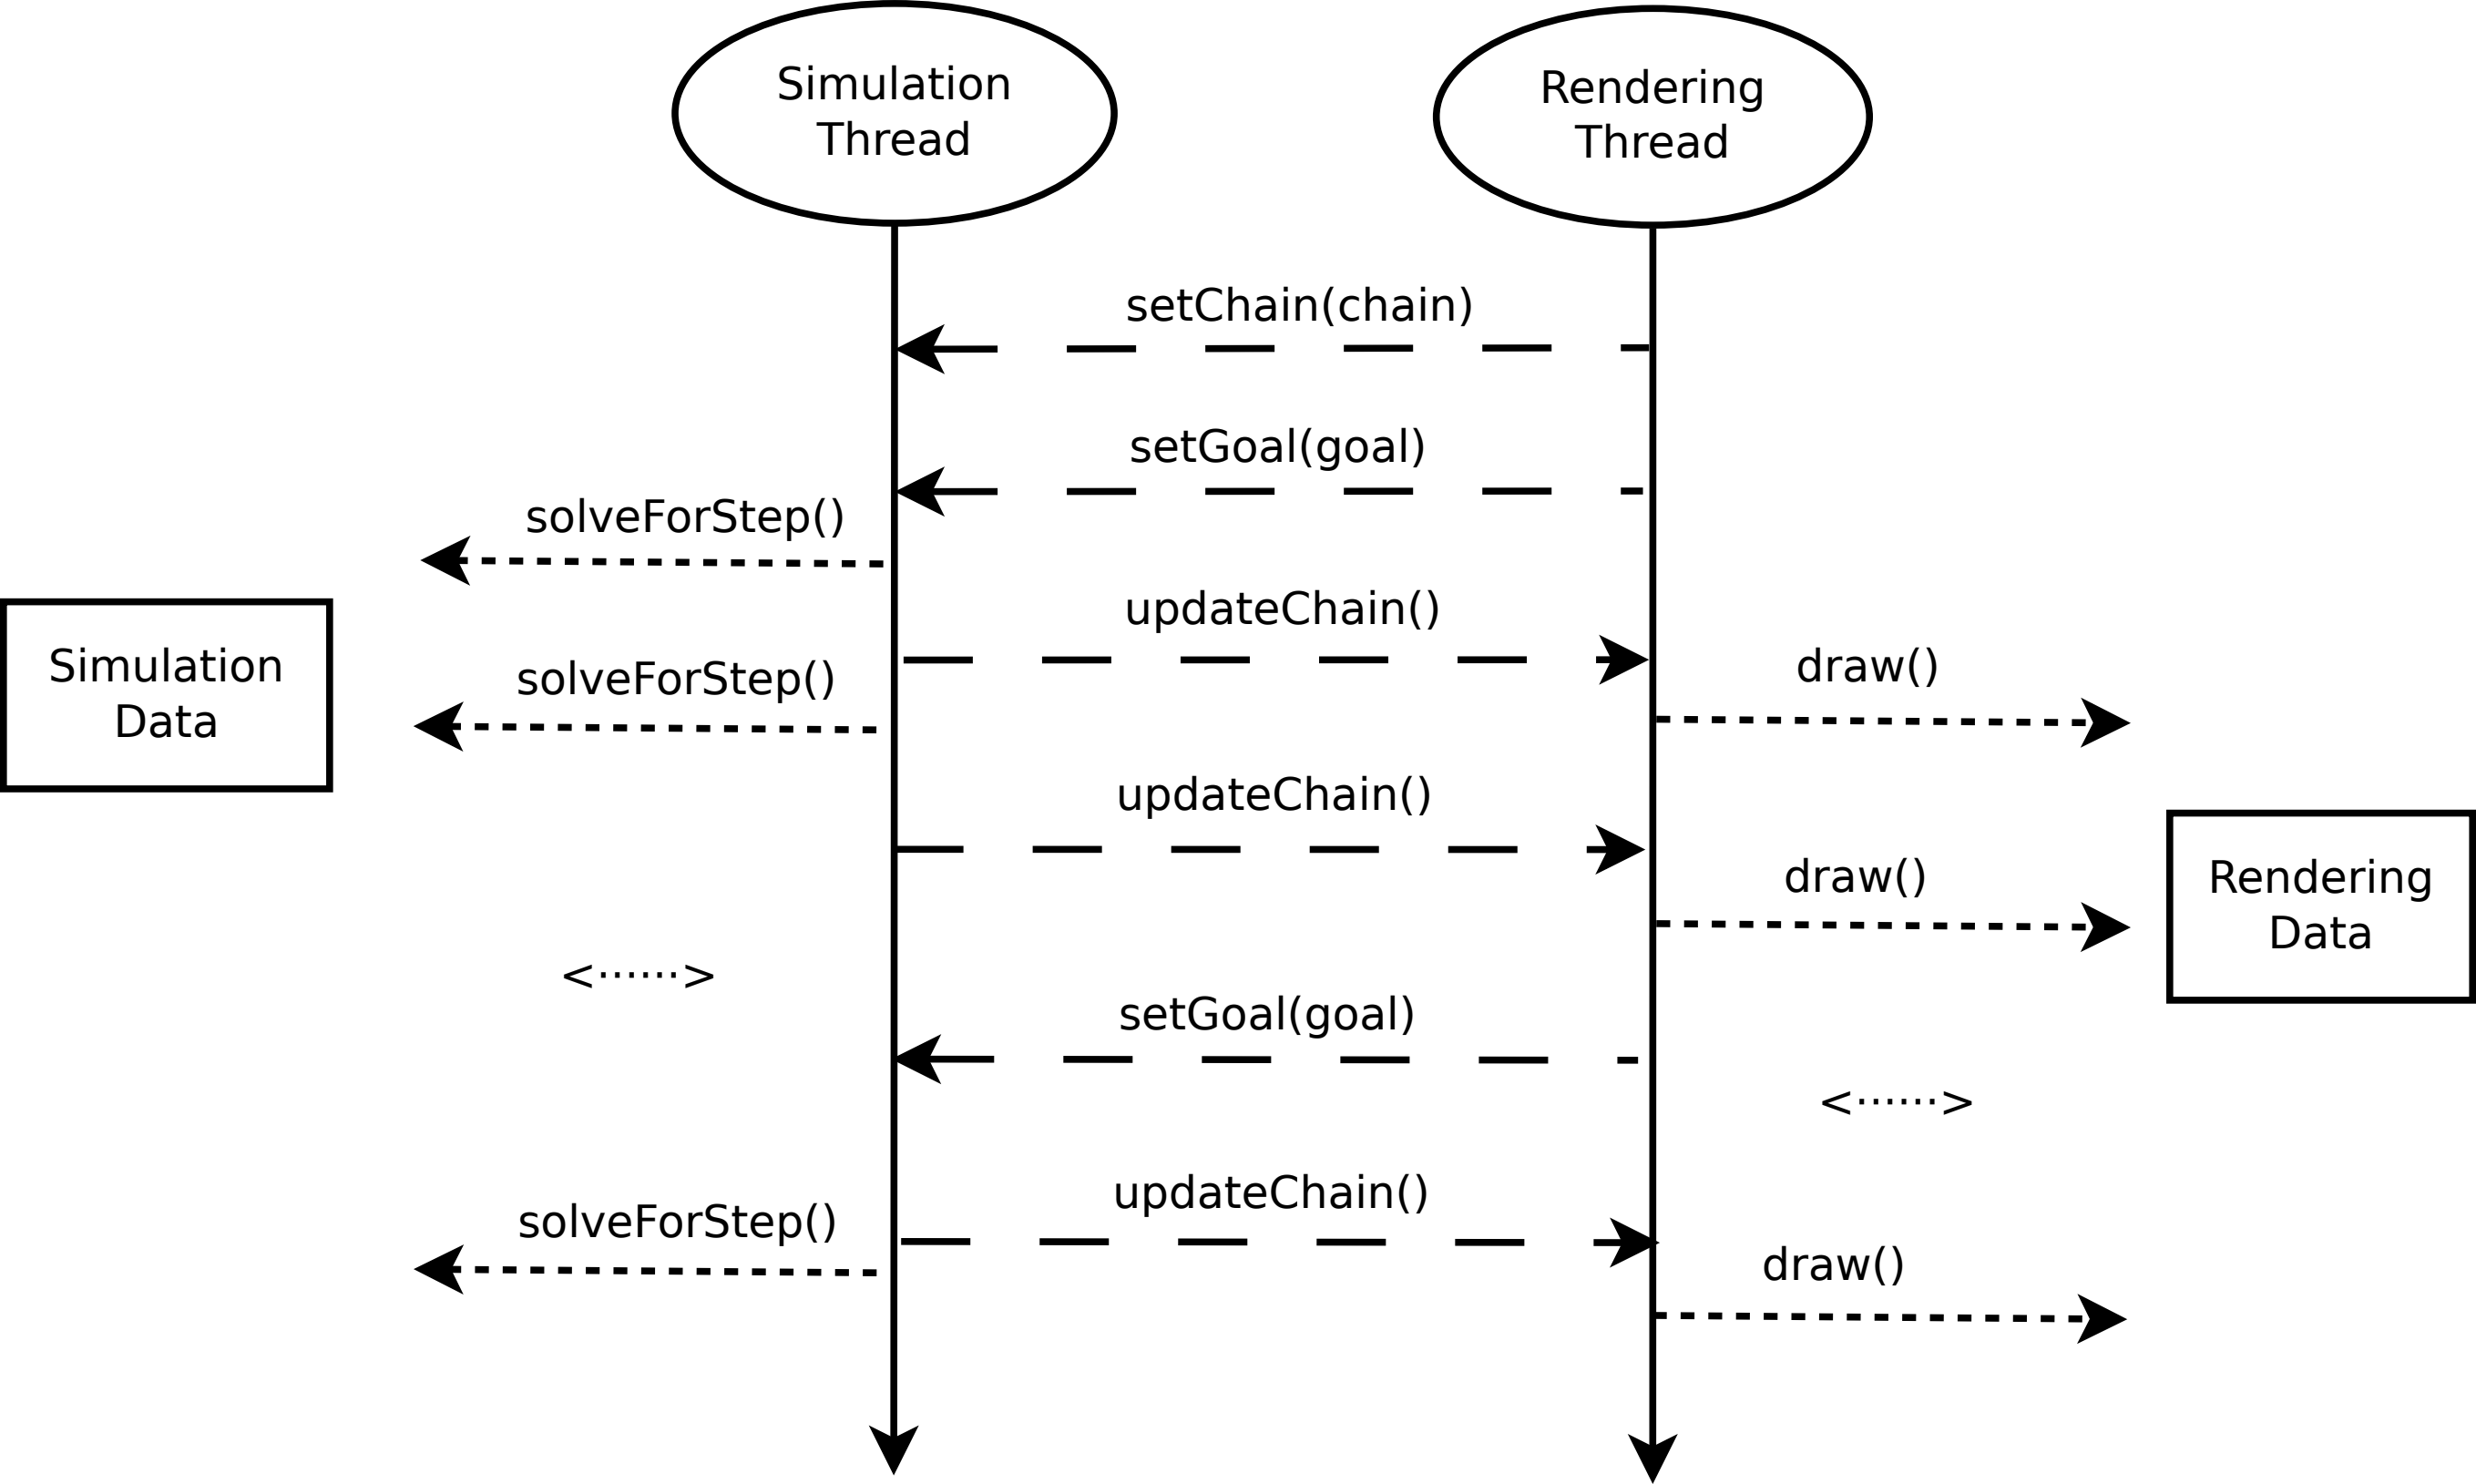 Simulation
Thread
Rendering
Thread
setChain(chain)
setGoal(goal)
solveForStep()
updateChain()
Simulation
Data
solveForStep()
draw()
updateChain()
draw()
Rendering
Data
<······>
setGoal(goal)
<······>
updateChain()
solveForStep()
draw()